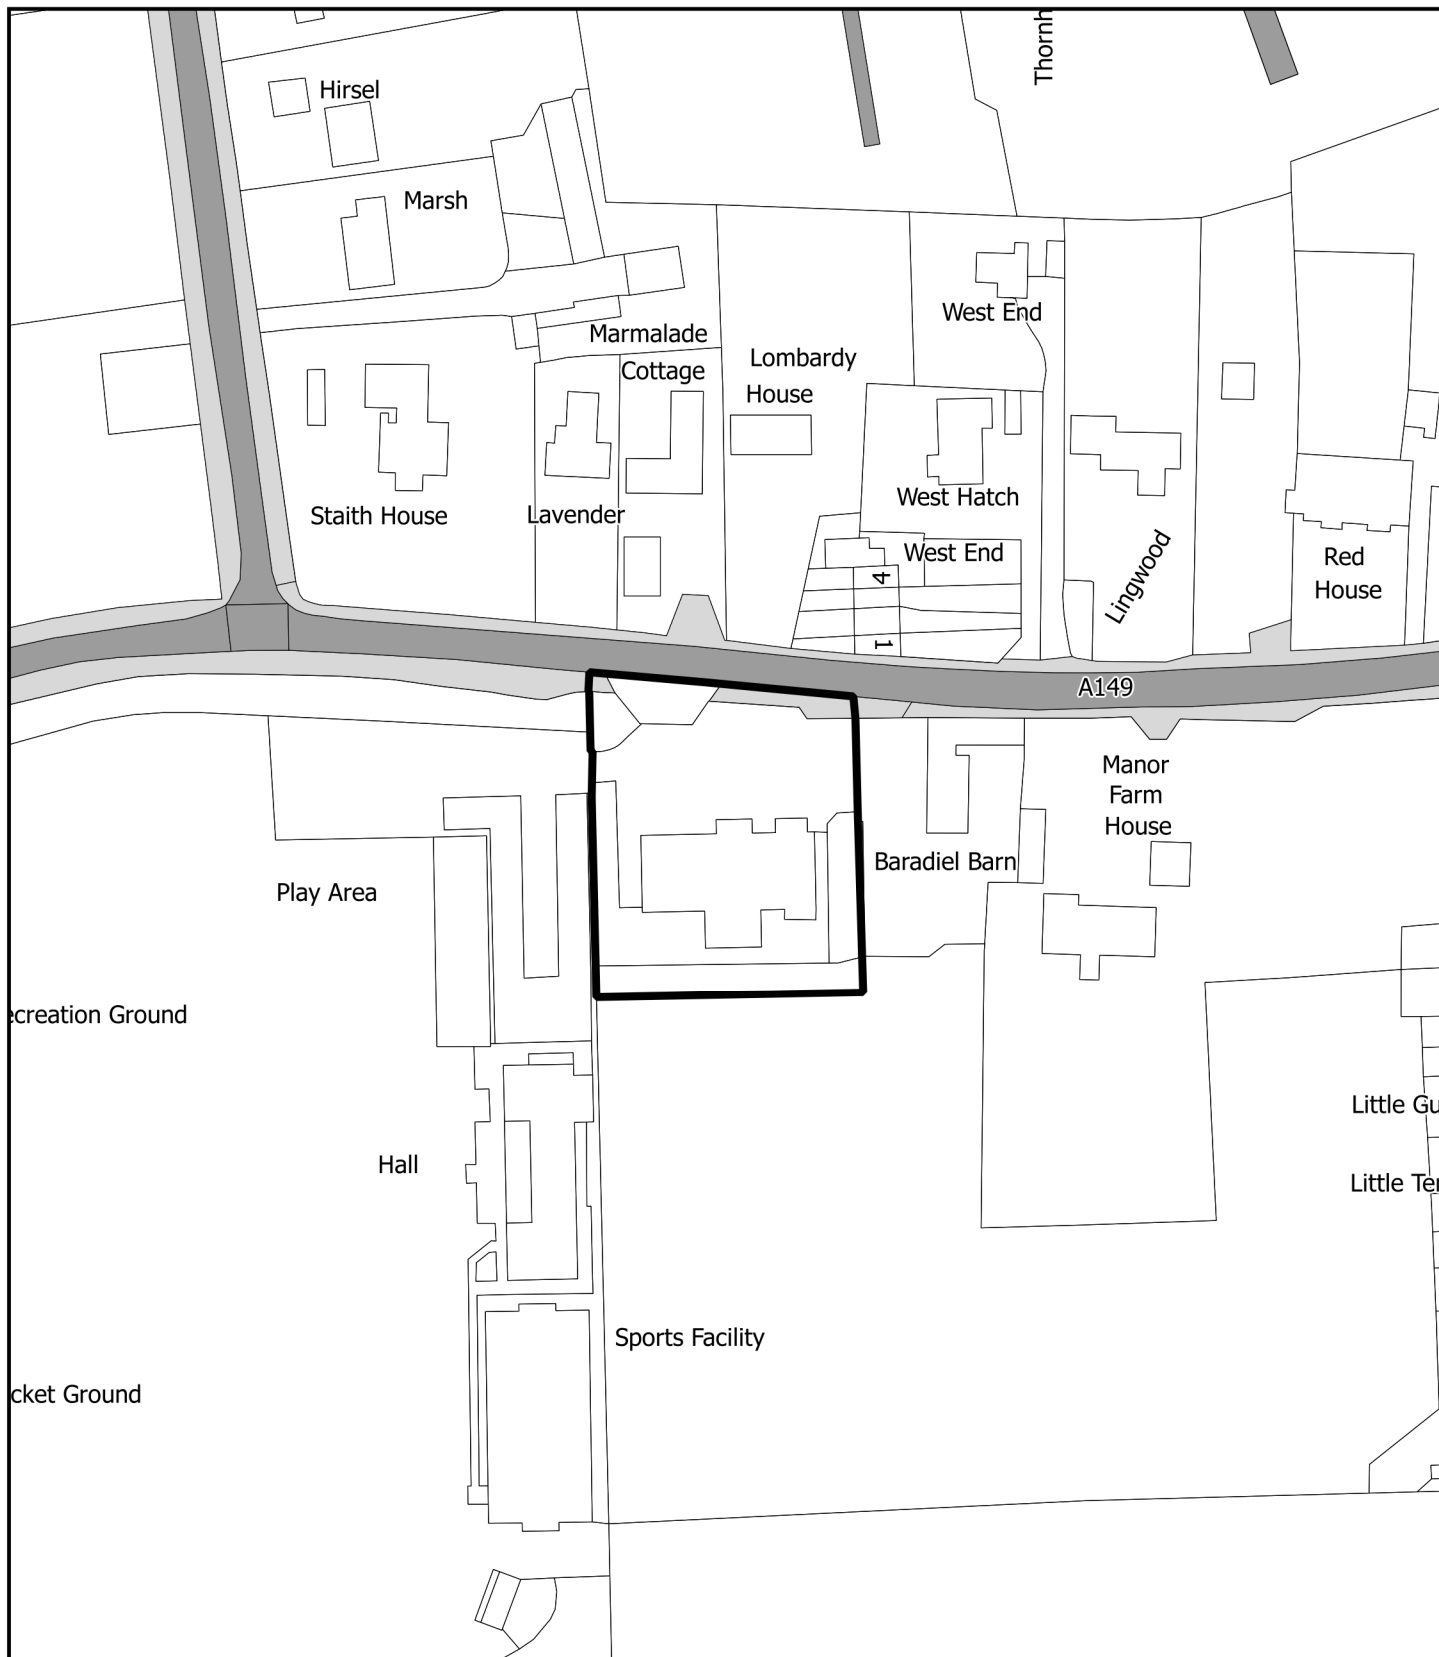 Thornh
Hirsel
Marsh
West End
Marmalade
Cottage
Lombardy
House
West Hatch
Staith House
Lavender
West End
4
1
Lingwood
Red
House
A149
Manor
Farm
House
Baradiel Barn
Play Area
ecreation Ground
Little Gu
Hall
Little Ter
Sports Facility
cket Ground